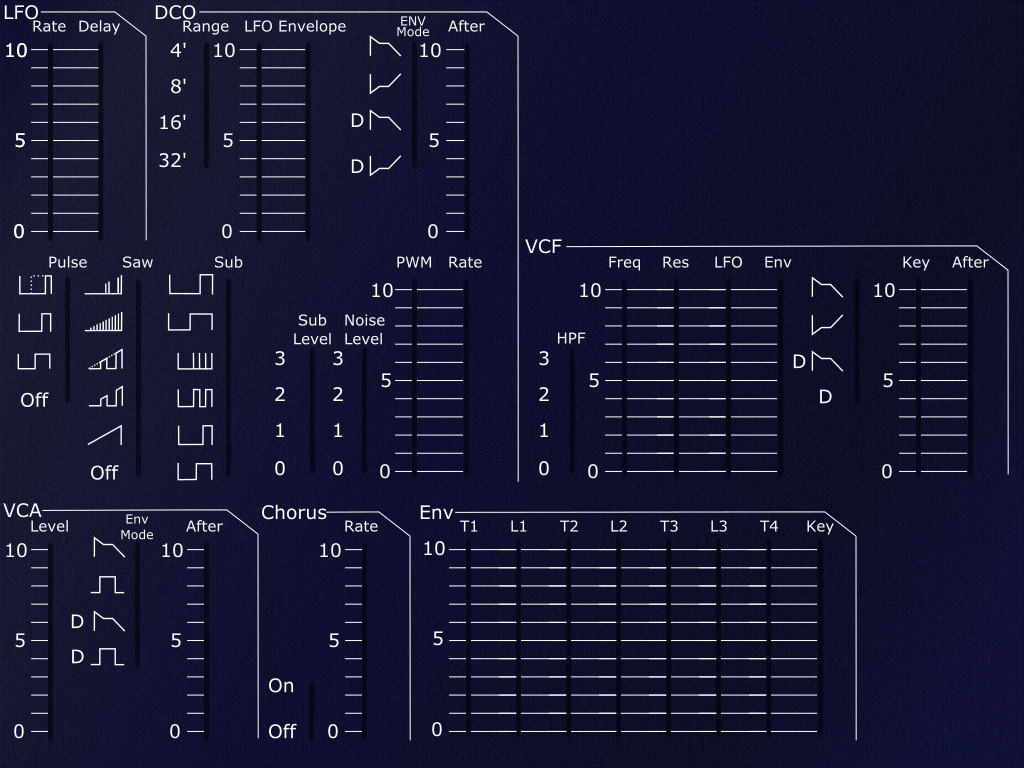 LFO
Rate Delay
10
5
0
DCO
Range LFO Envelope ENV Mode After
4' 10 10
8'
16' D
5 5
32' D
0 0
Pulse Saw Sub
Off
Off
Sub Level
3
2
1
0
Noise Level
3
2
1
0
PWM Rate
10
5
0
VCF
HPF
3
2
1
0
Freq Res LFO Env
10
5
0
D
D
Key After
10
5
0
VCA
Level Env Mode After
10 10
D
5 5
D
0 0
Chorus
Rate
10
5
On
Off 0
Env
T1 L1 T2 L2 T3 L3 T4 Key
10
5
0